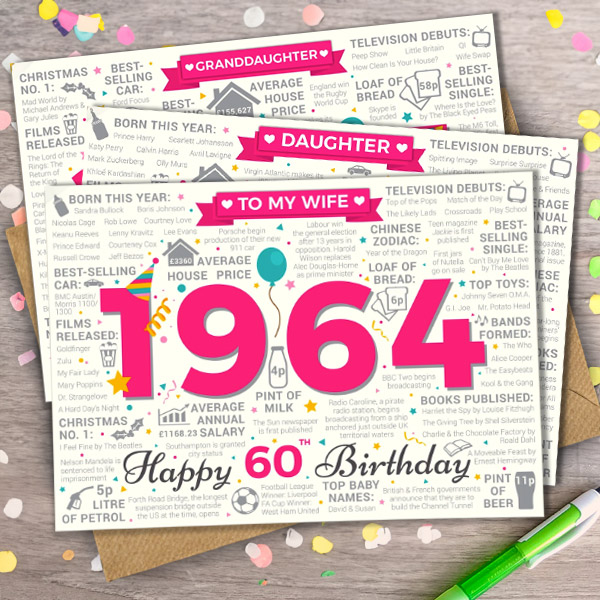 GRANDDAUGHTER
CHRISTMAS
NO. 1:
Mad World by
Michael Andrews &
Gary Jules
BEST-
SELLING
CAR:
Ford Focus
FILMS
RELEASED:
The Lord of the
Rings: The
Return of the
King
£155,627
AVERAGE
HOUSE
PRICE
England win
the Rugby
World Cup
TELEVISION DEBUTS:
Peep Show Little Britain
How Clean is Your House?
QI
Wife Swap
LOAF OF
BREAD
58p
Skype is
founded
BEST-
SELLING
SINGLE:
Where is the Love?
by The Black Eyed Peas
DAUGHTER
BORN THIS YEAR:
Prince Harry Scarlett Johansson
Katy Perry Calvin Harris Avril Lavigne
Mark Zuckerberg Olly Murs
Khloé Kardashian
TELEVISION DEBUTS:
Spitting Image Surprise Surprise
TO MY WIFE
BORN THIS YEAR:
Sandra Bullock Boris Johnson
Nicolas Cage Rob Lowe Courtney Love
Keanu Reeves Lenny Kravitz Lee Evans
Prince Edward Courteney Cox
Russell Crowe Jeff Bezos
Porsche begin
production of their new
911 car
Labour win
the general election
after 13 years in
opposition. Harold
Wilson replaces
Alec Douglas-Home
as prime minister
TELEVISION DEBUTS:
Top of the Pops Match of the Day
The Likely Lads Crossroads Play School
CHINESE
ZODIAC:
Year of the Dragon
Teen magazine
Jackie is first
published
First jars
of Nutella
go on sale
BEST-
SELLING
SINGLE:
Can't Buy Me Love
by The Beatles
BEST-SELLING
CAR:
BMC Austin/
Morris 1100/
1300
£3360
AVERAGE
HOUSE PRICE
6p
TOP TOYS:
Johnny Seven O.M.A.
G.I. Joe Mr. Potato Head
1964
FILMS
RELEASED:
Goldfinger
Zulu
My Fair Lady
Mary Poppins
Dr. Strangelove
A Hard Day's Night
BANDS
FORMED:
The Who
Alice Cooper
The Easybeats
Kool & the Gang
4p
PINT OF
MILK
BBC Two begins
broadcasting
CHRISTMAS
NO. 1:
I Feel Fine by The Beatles
AVERAGE
ANNUAL
SALARY
£1168.23
The Sun newspaper
is first published
Radio Caroline, a pirate
radio station, begins
broadcasting from a ship
anchored just outside UK
territorial waters
BOOKS PUBLISHED:
Harriet the Spy by Louise Fitzhugh
The Giving Tree by Shel Silverstein
Charlie & the Chocolate Factory by
Roald Dahl
A Moveable Feast by
Ernest Hemingway
Nelson Mandela is
sentenced to life
imprisonment
Southampton is granted
city status
Happy 60TH Birthday
5p
LITRE
OF PETROL
Forth Road Bridge, the longest
suspension bridge outside
the US at the time, opens
Football League
Winner: Liverpool
FA Cup Winner:
West Ham United
TOP BABY
NAMES:
David & Susan
British & French governments
announce that they are to
build the Channel Tunnel
PINT
OF
BEER
11p